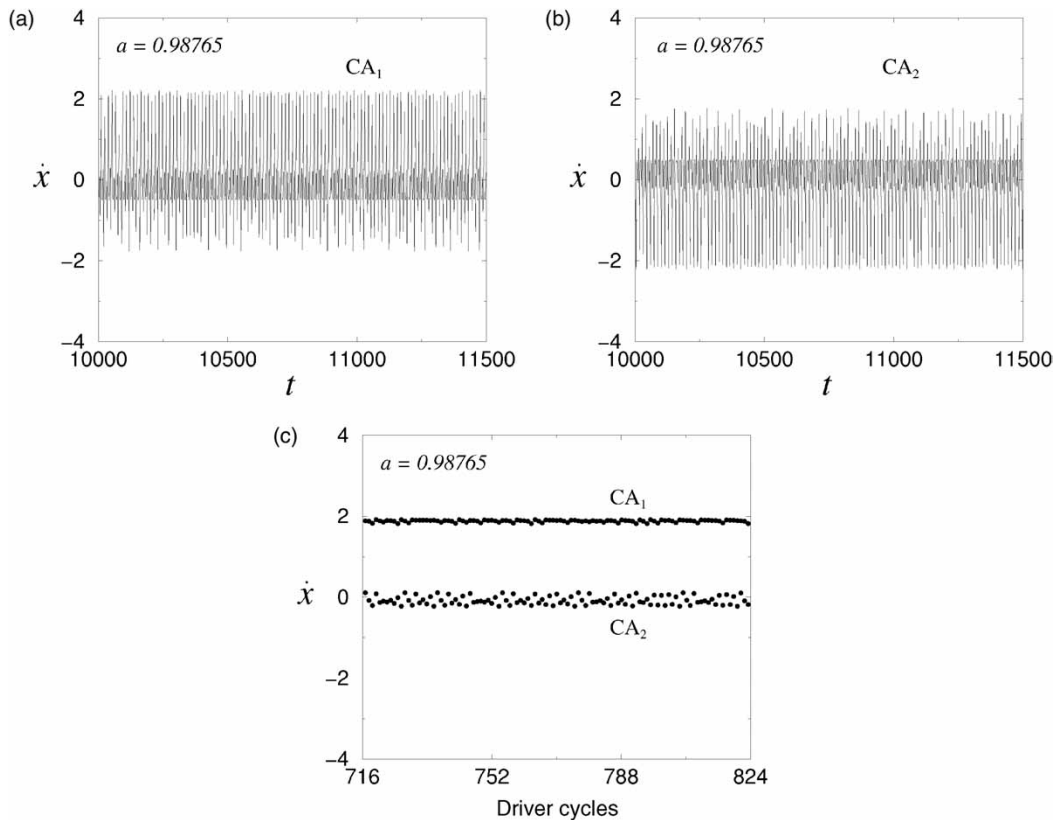 (a)
4
a = 0.98765
CA₁
2
ẋ
0
−2
−4
10000 10500 11000 11500
t
(b)
4
a = 0.98765
CA₂
2
ẋ
0
−2
−4
10000 10500 11000 11500
t
(c)
4
a = 0.98765
CA₁
2
ẋ
0
CA₂
−2
−4
716 752 788 824
Driver cycles